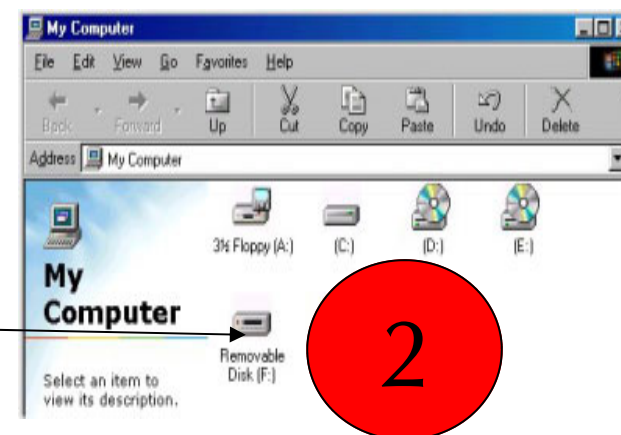 My Computer
File Edit View Go Favorites Help
Back Forward Up Cut Copy Paste Undo Delete
Address My Computer
3½ Floppy (A:) (C:) (D:) (E:)
My
Computer
Removable
Disk (F:)
2
Select an item to
view its description.